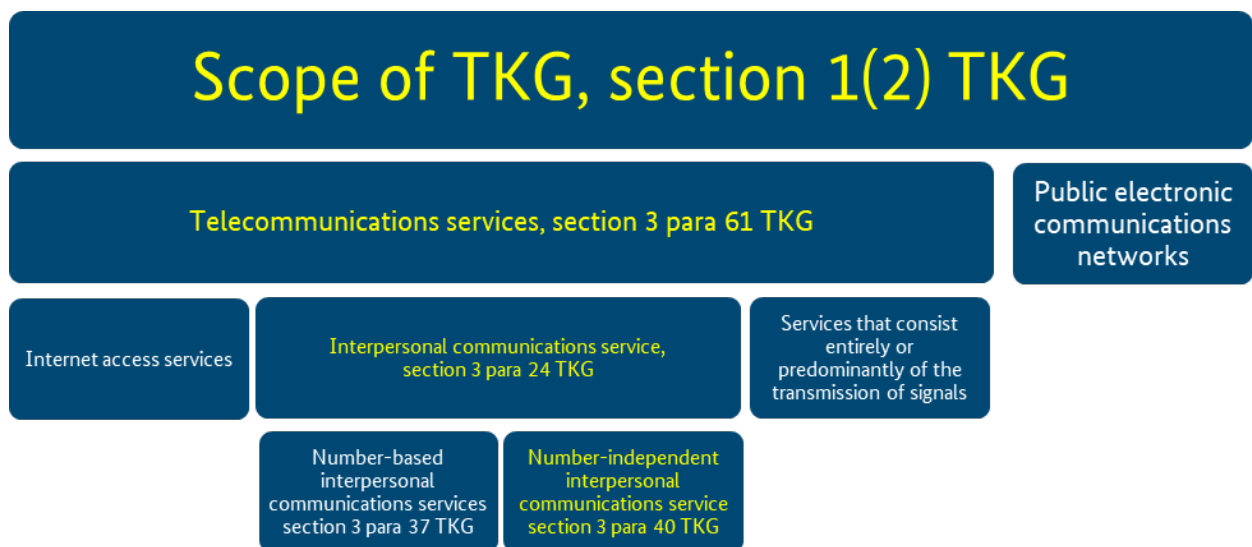 Scope of TKG, section 1(2) TKG
Telecommunications services, section 3 para 61 TKG
Public electronic
communications
networks
Internet access services
Interpersonal communications service,
section 3 para 24 TKG
Services that consist
entirely or
predominantly of the
transmission of signals
Number-based
interpersonal
communications services
section 3 para 37 TKG
Number-independent
interpersonal
communications service
section 3 para 40 TKG